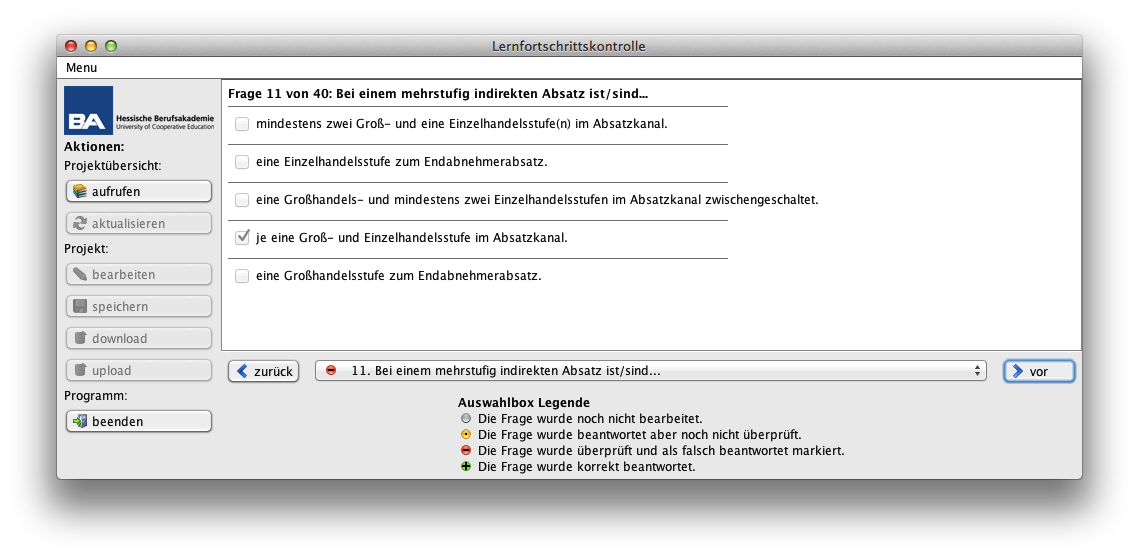 Lernfortschrittskontrolle
Menu
BA Hessische Berufsakademie
University of Cooperative Education
Aktionen:
Projektübersicht:
aufrufen
aktualisieren
Projekt:
bearbeiten
speichern
download
upload
Programm:
beenden
Frage 11 von 40: Bei einem mehrstufig indirekten Absatz ist/sind...
mindestens zwei Groß- und eine Einzelhandelsstufe(n) im Absatzkanal.
eine Einzelhandelsstufe zum Endabnehmerabsatz.
eine Großhandels- und mindestens zwei Einzelhandelsstufen im Absatzkanal zwischengeschaltet.
je eine Groß- und Einzelhandelsstufe im Absatzkanal.
eine Großhandelsstufe zum Endabnehmerabsatz.
zurück
11. Bei einem mehrstufig indirekten Absatz ist/sind...
vor
Auswahlbox Legende
Die Frage wurde noch nicht bearbeitet.
Die Frage wurde beantwortet aber noch nicht überprüft.
Die Frage wurde überprüft und als falsch beantwortet markiert.
Die Frage wurde korrekt beantwortet.